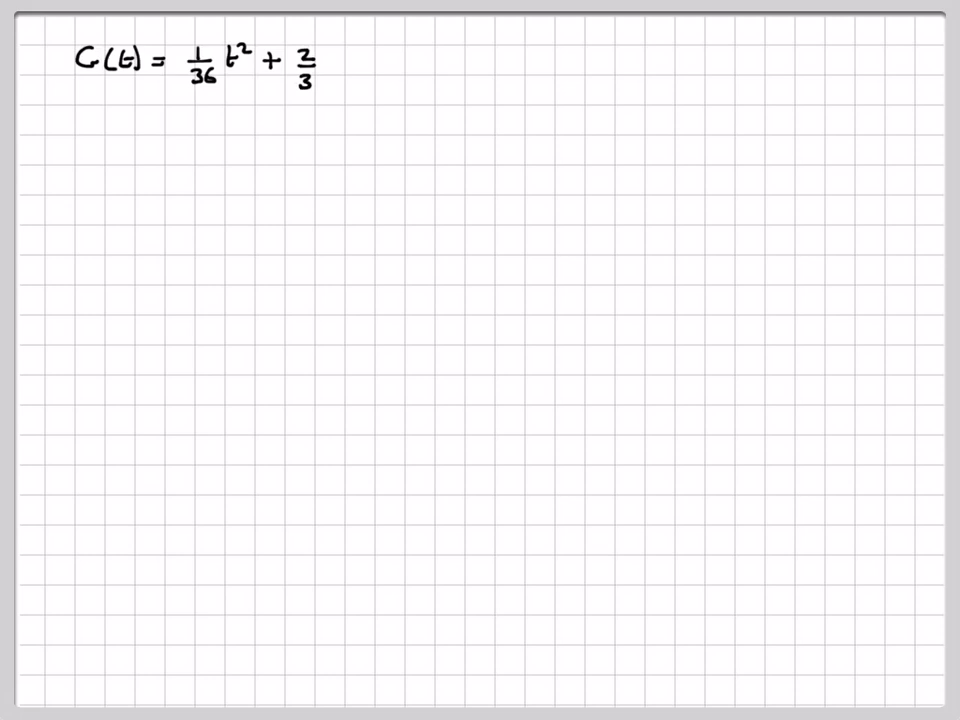 G(t) = 1/36 t² + 2/3